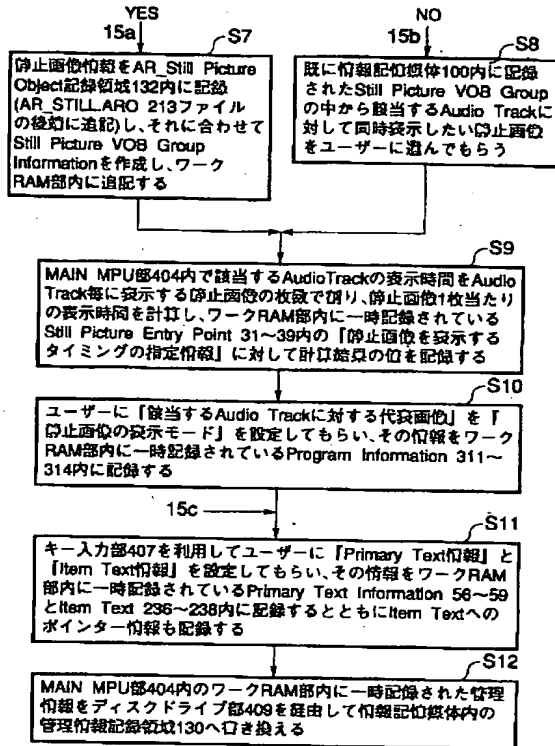 YES
15a
S7
静止画像情報をAR_Still Picture
Object記録領域132内に記録
(AR_STILL.ARO 213ファイル
の後頭に追記)し、それに合わせて
Still Picture VOB Group
Informationを作成し、ワーク
RAM部内に追記する
NO
15b
S8
既に情報記憶媒体100内に記録
されたStill Picture VOB Group
の中から該当するAudio Trackに
対して同時表示したい静止画像
をユーザーに選んでもらう
S9
MAIN MPU部404内で該当するAudioTrackの表示時間をAudio
Track毎に表示する静止画像の枚数で割り、静止画像1枚当たり
の表示時間を計算し、ワークRAM部内に一時記録されている
Still Picture Entry Point 31〜39内の「静止画像を表示する
タイミングの指定情報」に対して計算結果の値を記録する
S10
ユーザーに「該当するAudio Trackに対する代表画像」を「
静止画像の表示モード」を設定してもらい、その情報をワーク
RAM部内に一時記録されているProgram Information 311〜
314内に記録する
15c
S11
キー入力部407を利用してユーザーに「Primary Text情報」と
「Item Text情報」を設定してもらい、その情報をワークRAM
部内に一時記録されているPrimary Text Information 56〜59
とItem Text 236〜238内に記録するとともにItem Textへの
ポインター情報も記録する
S12
MAIN MPU部404内のワークRAM部内に一時記録された管理
情報をディスクドライブ部409を経由して情報記憶媒体内の
管理情報記録領域130へ書き換える